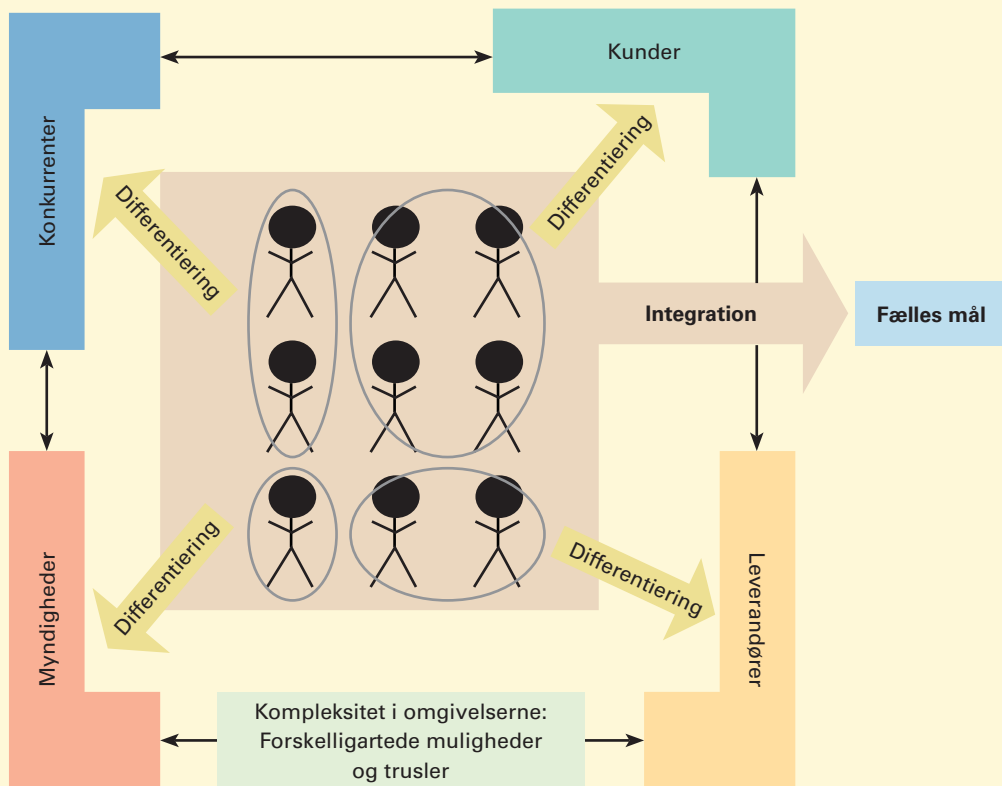 Kunder
Konkurrenter
Differentiering
Differentiering
Integration
Fælles mål
Myndigheder
Differentiering
Differentiering
Leverandører
Kompleksitet i omgivelserne:
Forskelligartede muligheder
og trusler